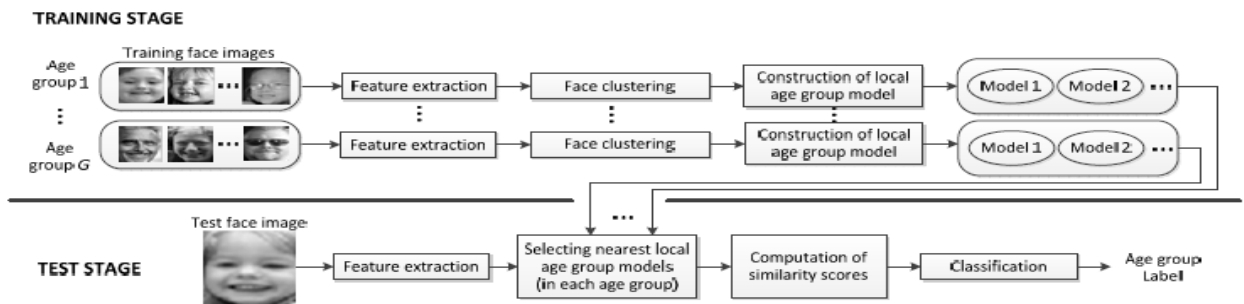 TRAINING STAGE
Age
group 1
Training face images
...
Feature extraction
Face clustering
Construction of local
age group model
Model 1
Model 2
...
...
...
...
...
Age
group G
...
Feature extraction
Face clustering
Construction of local
age group model
Model 1
Model 2
...
...
TEST STAGE
Test face image
Feature extraction
Selecting nearest local
age group models
(in each age group)
Computation of
similarity scores
Classification
Age group
Label